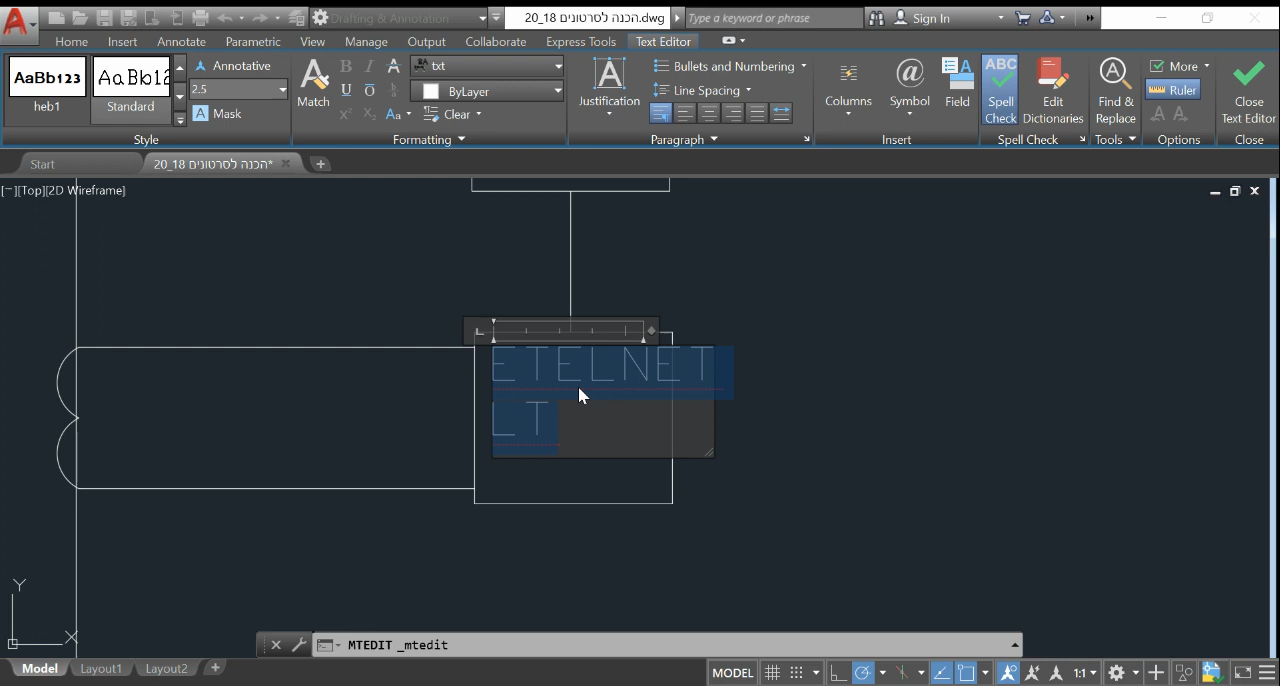 Drafting & Annotation
20_18 הכנה לסרטונים.dwg
Type a keyword or phrase
Sign In
Home Insert Annotate Parametric View Manage Output Collaborate Express Tools Text Editor
AaBb123
heb1
AaBb12
Standard
Annotative
2.5
Mask
Style
Match
txt
ByLayer
Clear
Formatting
Justification
Bullets and Numbering
Line Spacing
Paragraph
Columns
Symbol
Field
Insert
ABC
Spell
Check
Edit
Dictionaries
Spell Check
Find &
Replace
Tools
More
Ruler
Options
Close
Text Editor
Close
Start
20_18 הכנה לסרטונים*
[−][Top][2D Wireframe]
ETELNET
ET
Y
X
MTEDIT _mtedit
Model Layout1 Layout2
MODEL
1:1